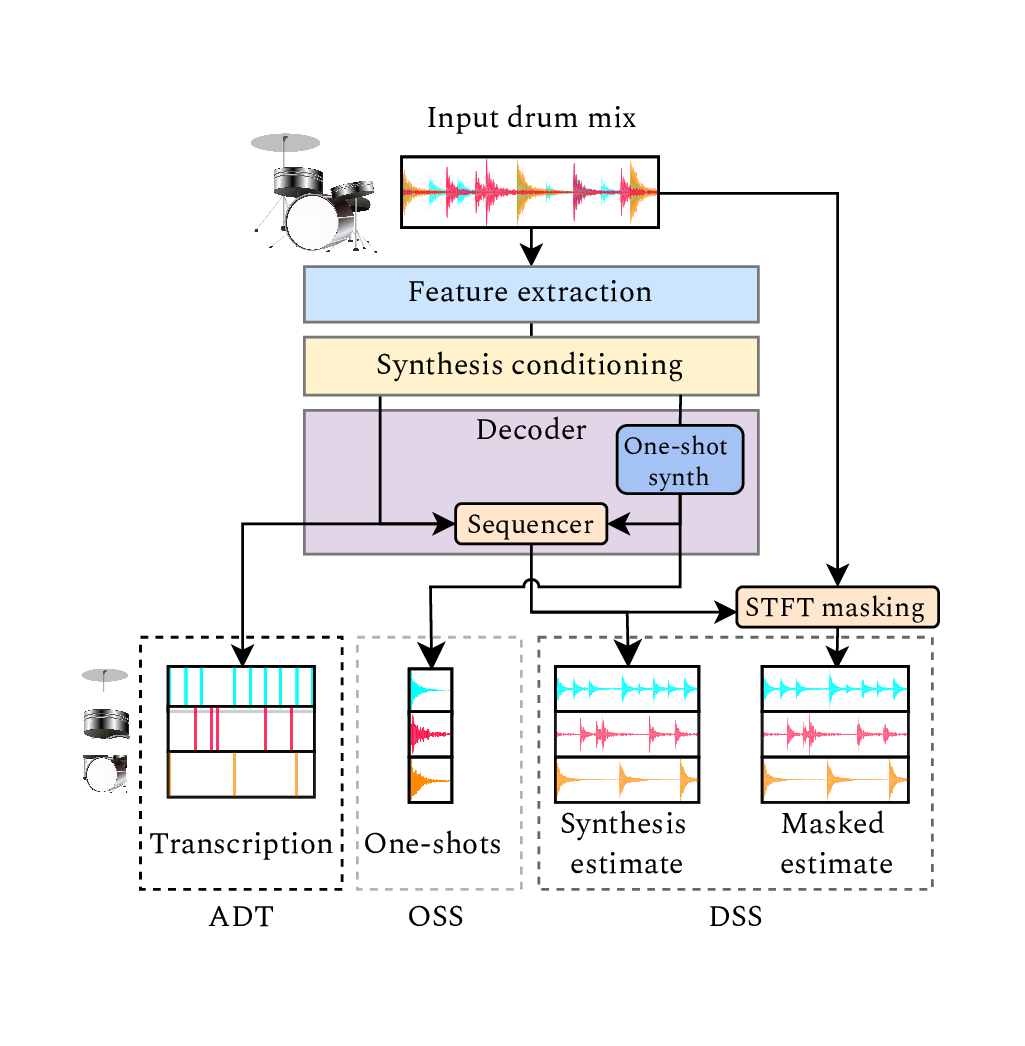 Input drum mix
Feature extraction
Synthesis conditioning
Decoder
One-shot
synth
Sequencer
STFT masking
Transcription
One-shots
Synthesis
estimate
Masked
estimate
ADT
OSS
DSS